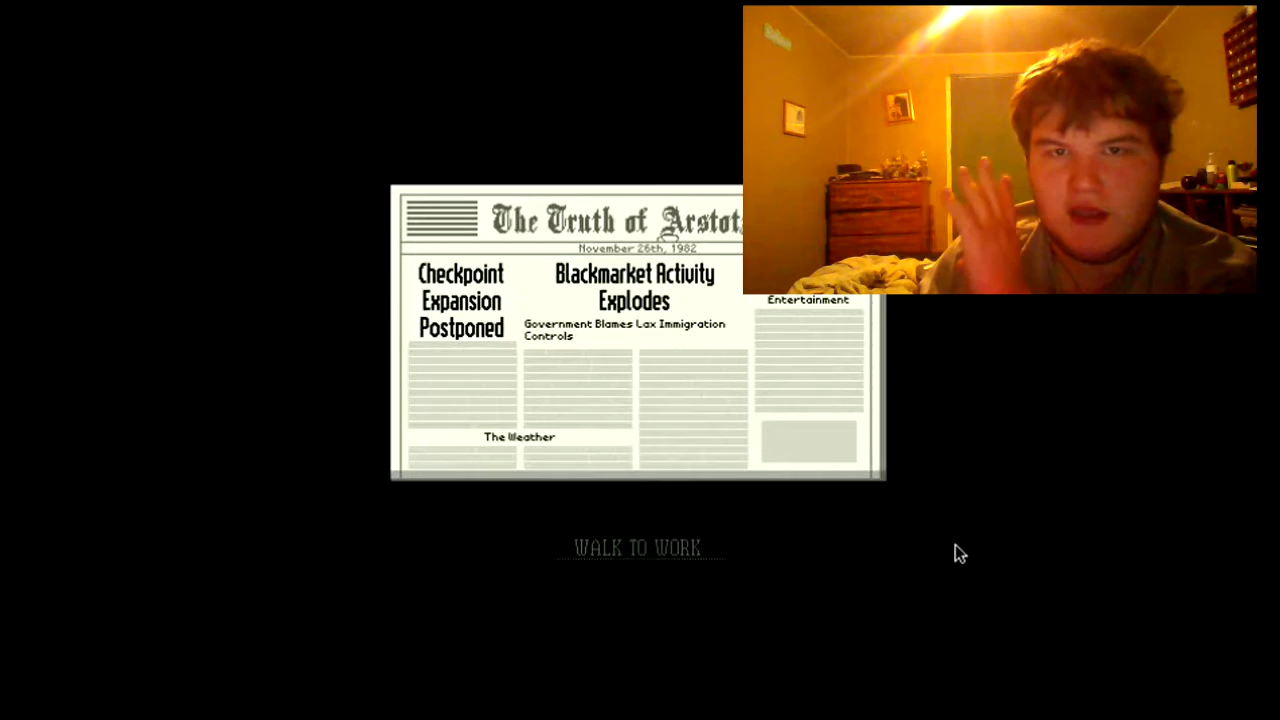 The Truth of Arstotz
November 26th, 1982
Checkpoint
Expansion
Postponed
Blackmarket Activity
Explodes
Government Blames Lax Immigration
Controls
Entertainment
The Weather
WALK TO WORK